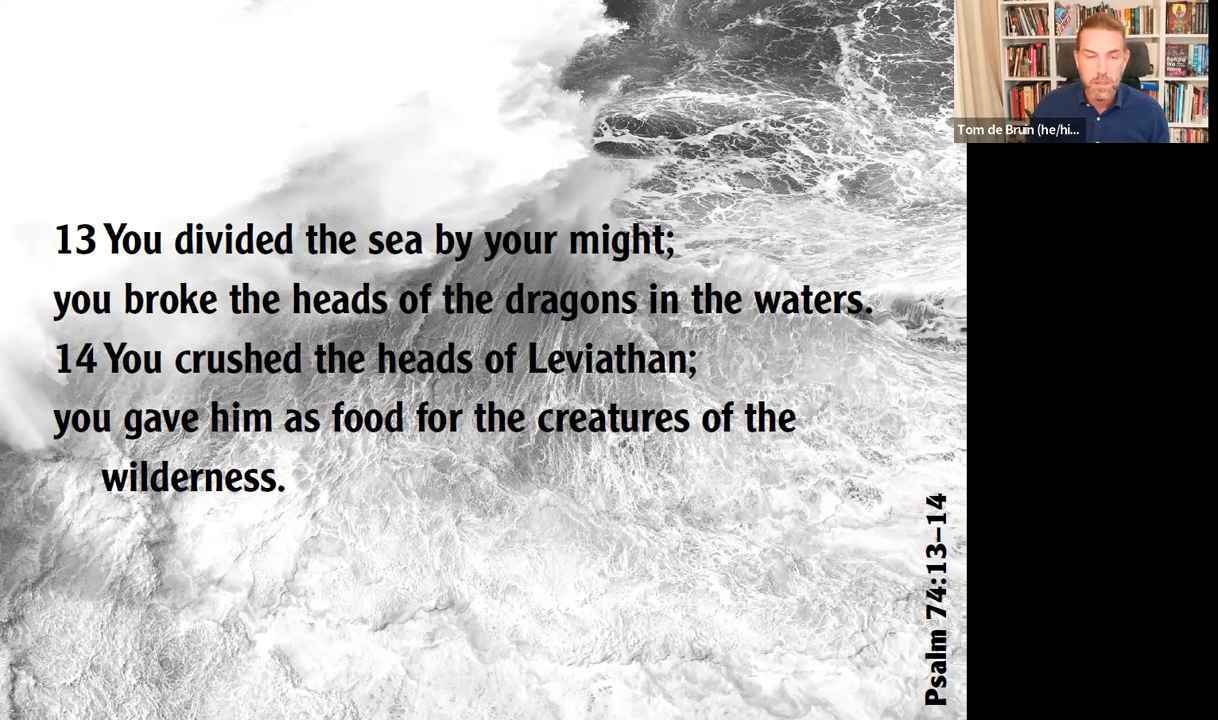 13 You divided the sea by your might;
you broke the heads of the dragons in the waters.
14 You crushed the heads of Leviathan;
you gave him as food for the creatures of the
wilderness.
Psalm 74:13–14
Tom de Bruin (he/hi...